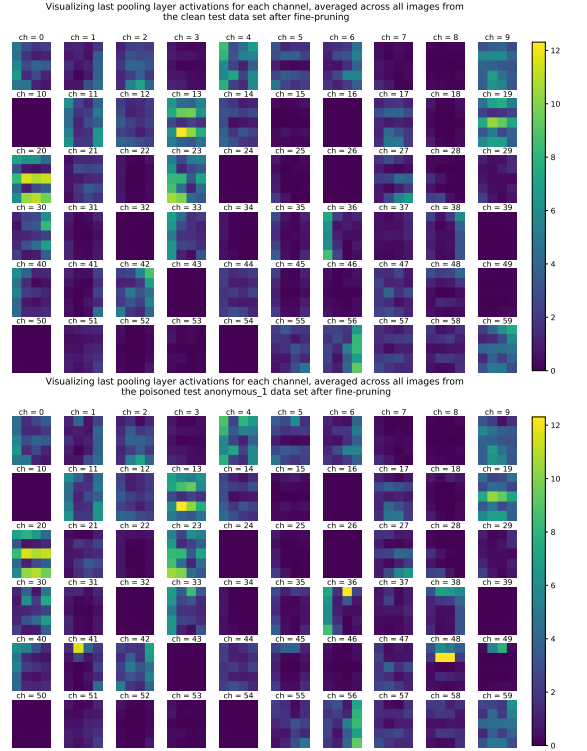 Visualizing last pooling layer activations for each channel, averaged across all images from
the clean test data set after fine-pruning
ch = 0 ch = 1 ch = 2 ch = 3 ch = 4 ch = 5 ch = 6 ch = 7 ch = 8 ch = 9
ch = 10 ch = 11 ch = 12 ch = 13 ch = 14 ch = 15 ch = 16 ch = 17 ch = 18 ch = 19
ch = 20 ch = 21 ch = 22 ch = 23 ch = 24 ch = 25 ch = 26 ch = 27 ch = 28 ch = 29
ch = 30 ch = 31 ch = 32 ch = 33 ch = 34 ch = 35 ch = 36 ch = 37 ch = 38 ch = 39
ch = 40 ch = 41 ch = 42 ch = 43 ch = 44 ch = 45 ch = 46 ch = 47 ch = 48 ch = 49
ch = 50 ch = 51 ch = 52 ch = 53 ch = 54 ch = 55 ch = 56 ch = 57 ch = 58 ch = 59
12
10
8
6
4
2
0
Visualizing last pooling layer activations for each channel, averaged across all images from
the poisoned test anonymous_1 data set after fine-pruning
ch = 0 ch = 1 ch = 2 ch = 3 ch = 4 ch = 5 ch = 6 ch = 7 ch = 8 ch = 9
ch = 10 ch = 11 ch = 12 ch = 13 ch = 14 ch = 15 ch = 16 ch = 17 ch = 18 ch = 19
ch = 20 ch = 21 ch = 22 ch = 23 ch = 24 ch = 25 ch = 26 ch = 27 ch = 28 ch = 29
ch = 30 ch = 31 ch = 32 ch = 33 ch = 34 ch = 35 ch = 36 ch = 37 ch = 38 ch = 39
ch = 40 ch = 41 ch = 42 ch = 43 ch = 44 ch = 45 ch = 46 ch = 47 ch = 48 ch = 49
ch = 50 ch = 51 ch = 52 ch = 53 ch = 54 ch = 55 ch = 56 ch = 57 ch = 58 ch = 59
12
10
8
6
4
2
0